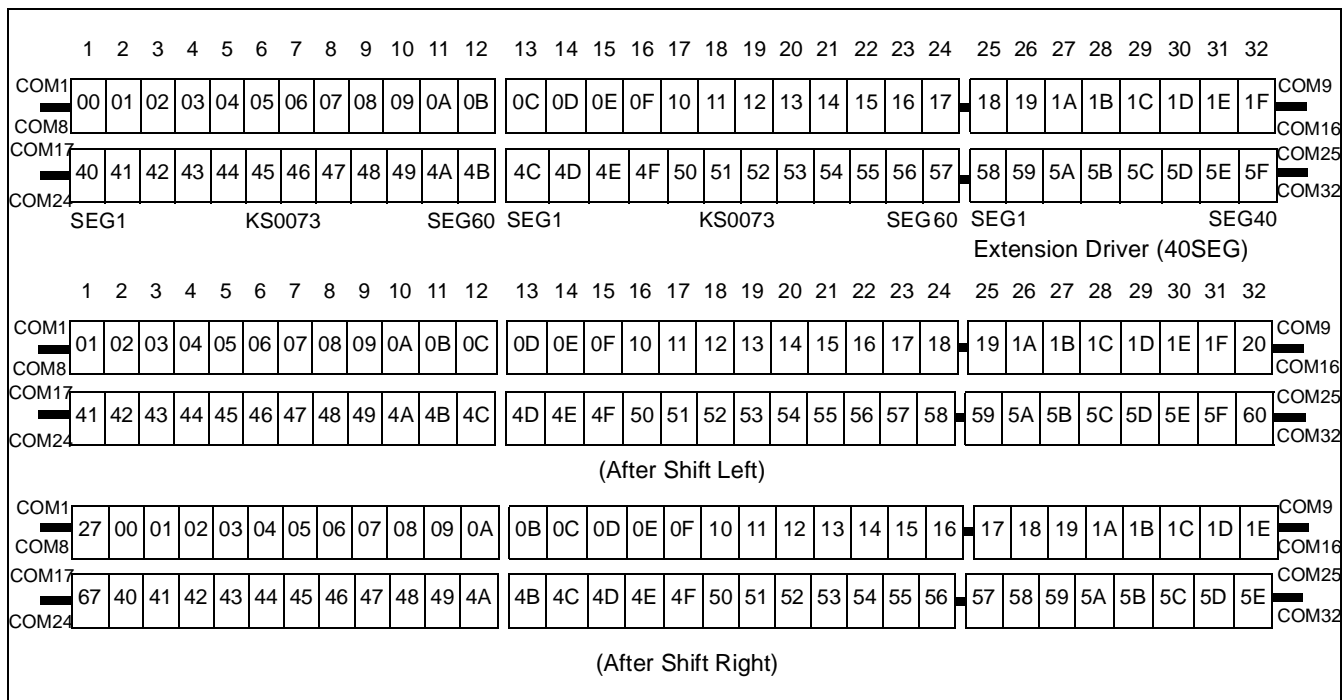 1 2 3 4 5 6 7 8 9 10 11 12 13 14 15 16 17 18 19 20 21 22 23 24 25 26 27 28 29 30 31 32
COM1 COM9
00 01 02 03 04 05 06 07 08 09 0A 0B 0C 0D 0E 0F 10 11 12 13 14 15 16 17 18 19 1A 1B 1C 1D 1E 1F
COM8 COM16
COM17 COM25
40 41 42 43 44 45 46 47 48 49 4A 4B 4C 4D 4E 4F 50 51 52 53 54 55 56 57 58 59 5A 5B 5C 5D 5E 5F
COM24 COM32
SEG1 KS0073 SEG60 SEG1 KS0073 SEG60 SEG1 SEG40
Extension Driver (40SEG)
1 2 3 4 5 6 7 8 9 10 11 12 13 14 15 16 17 18 19 20 21 22 23 24 25 26 27 28 29 30 31 32
COM1 COM9
01 02 03 04 05 06 07 08 09 0A 0B 0C 0D 0E 0F 10 11 12 13 14 15 16 17 18 19 1A 1B 1C 1D 1E 1F 20
COM8 COM16
COM17 COM25
41 42 43 44 45 46 47 48 49 4A 4B 4C 4D 4E 4F 50 51 52 53 54 55 56 57 58 59 5A 5B 5C 5D 5E 5F 60
COM24 COM32
(After Shift Left)
COM1 COM9
27 00 01 02 03 04 05 06 07 08 09 0A 0B 0C 0D 0E 0F 10 11 12 13 14 15 16 17 18 19 1A 1B 1C 1D 1E
COM8 COM16
COM17 COM25
67 40 41 42 43 44 45 46 47 48 49 4A 4B 4C 4D 4E 4F 50 51 52 53 54 55 56 57 58 59 5A 5B 5C 5D 5E
COM24 COM32
(After Shift Right)